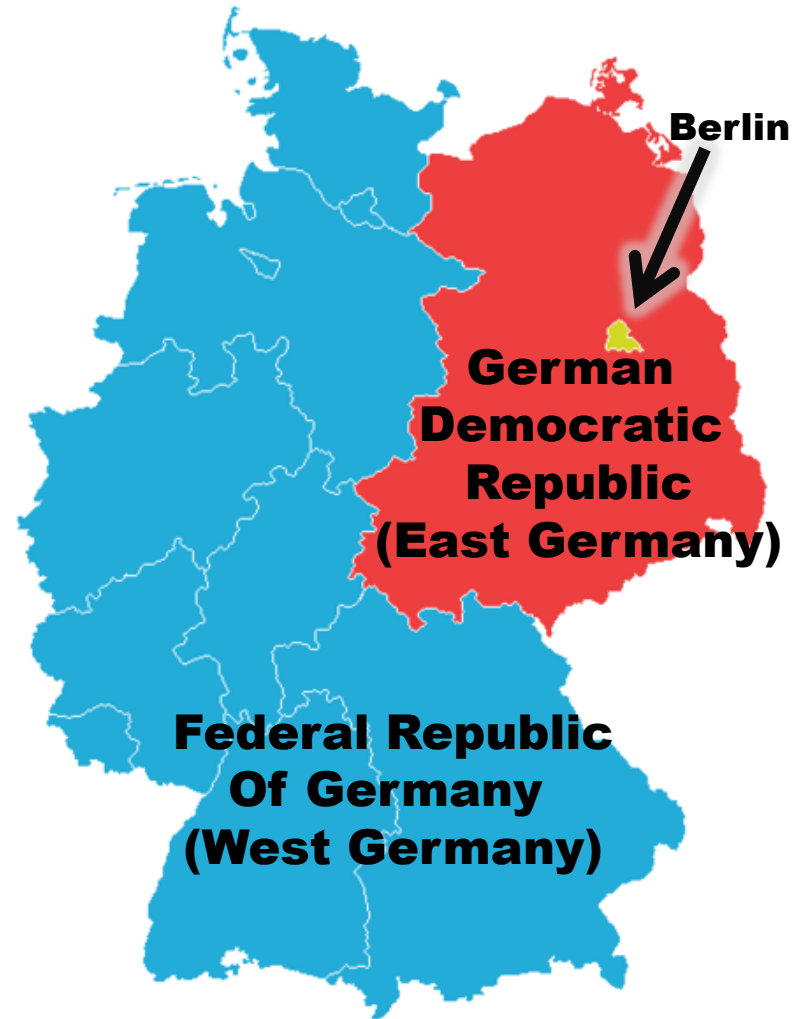 Berlin
German
Democratic
Republic
(East Germany)
Federal Republic
Of Germany
(West Germany)